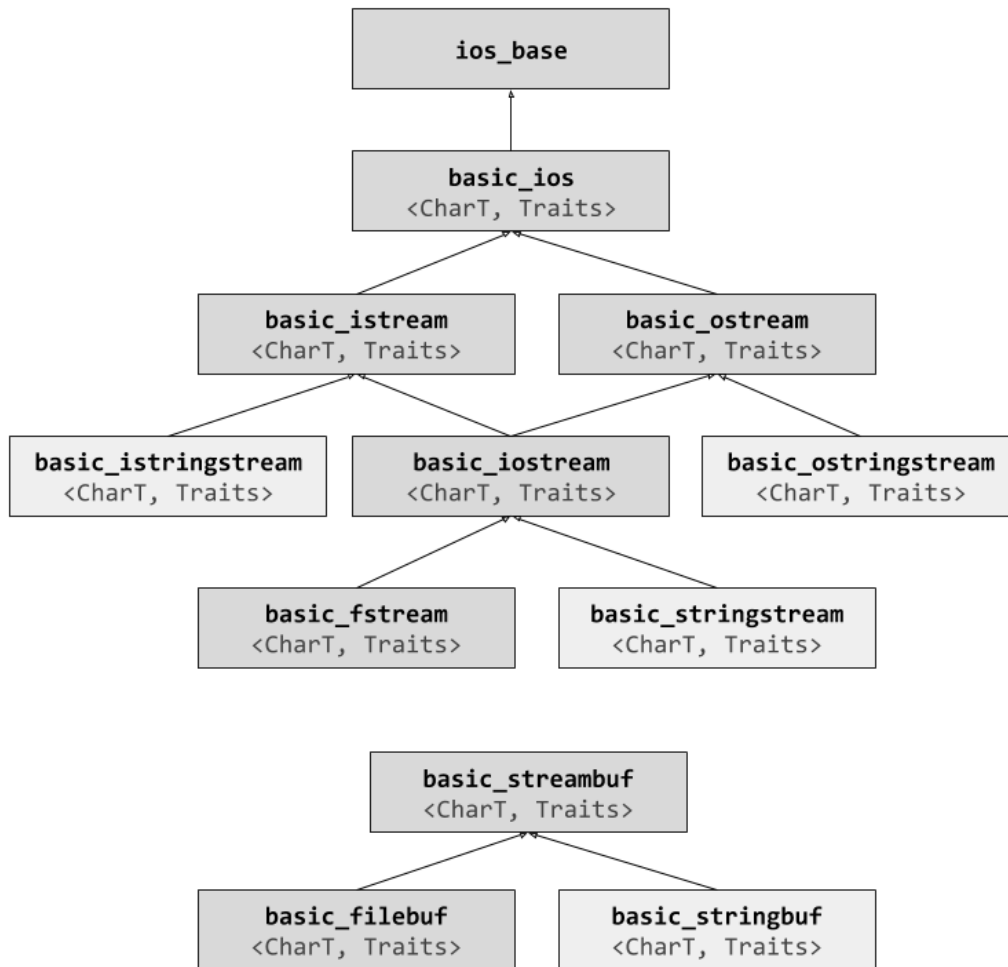 ios_base
basic_ios
<CharT, Traits>
basic_istream
<CharT, Traits>
basic_ostream
<CharT, Traits>
basic_istringstream
<CharT, Traits>
basic_iostream
<CharT, Traits>
basic_ostringstream
<CharT, Traits>
basic_fstream
<CharT, Traits>
basic_stringstream
<CharT, Traits>
basic_streambuf
<CharT, Traits>
basic_filebuf
<CharT, Traits>
basic_stringbuf
<CharT, Traits>